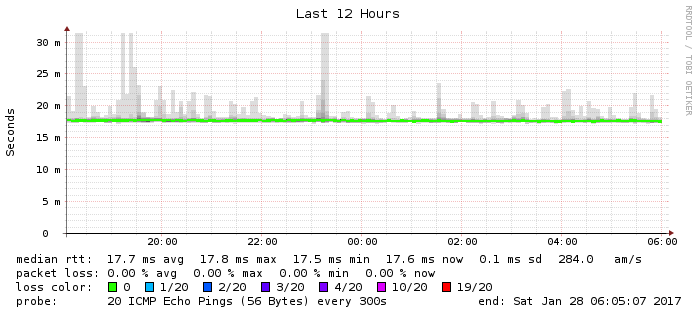 Last 12 Hours
RRDTOOL / TOBI OETIKER
Seconds
30 m
25 m
20 m
15 m
10 m
5 m
0
20:00 22:00 00:00 02:00 04:00 06:00
median rtt: 17.7 ms avg 17.8 ms max 17.5 ms min 17.6 ms now 0.1 ms sd 284.0 am/s
packet loss: 0.00 % avg 0.00 % max 0.00 % min 0.00 % now
loss color: 0 1/20 2/20 3/20 4/20 10/20 19/20
probe: 20 ICMP Echo Pings (56 Bytes) every 300s end: Sat Jan 28 06:05:07 2017